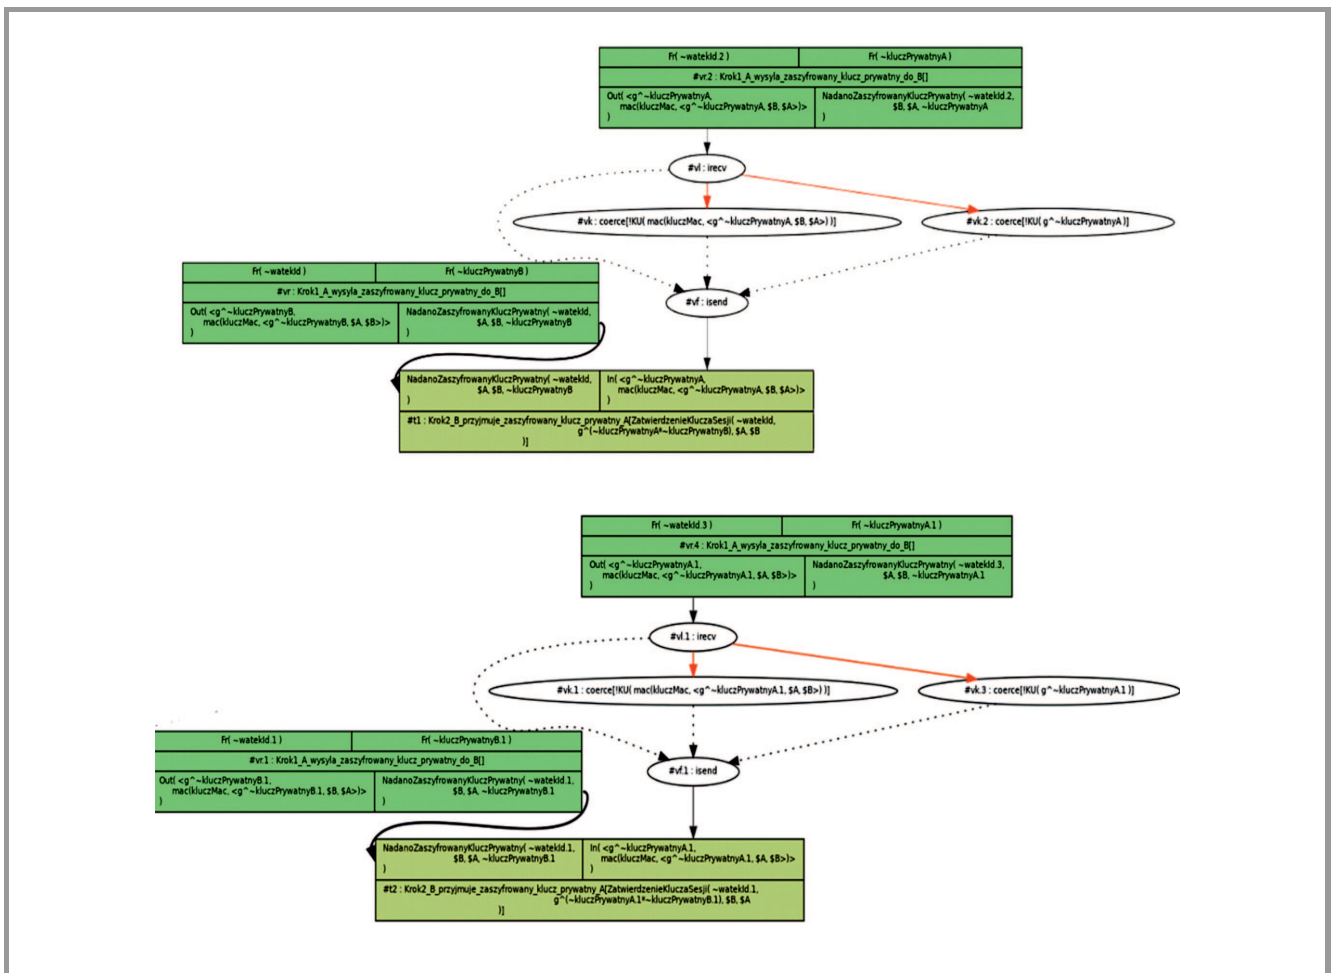 Fr( ~watekId.2 )
Fr( ~kluczPrywatnyA )
#vr.2 : Krok1_A_wysyla_zaszyfrowany_klucz_prywatny_do_B[]
Out( <g^~kluczPrywatnyA,
mac(kluczMac, <g^~kluczPrywatnyA, $B, $A>)>
)
NadanoZaszyfrowanyKluczPrywatny( ~watekId.2,
$B, $A, ~kluczPrywatnyA
)
#vl : irecv
#vk : coerce[!KU( mac(kluczMac, <g^~kluczPrywatnyA, $B, $A>) )]
#vk.2 : coerce[!KU( g^~kluczPrywatnyA )]
Fr( ~watekId )
Fr( ~kluczPrywatnyB )
#vr : Krok1_A_wysyla_zaszyfrowany_klucz_prywatny_do_B[]
Out( <g^~kluczPrywatnyB,
mac(kluczMac, <g^~kluczPrywatnyB, $A, $B>)>
)
NadanoZaszyfrowanyKluczPrywatny( ~watekId,
$A, $B, ~kluczPrywatnyB
)
#vf : isend
NadanoZaszyfrowanyKluczPrywatny( ~watekId,
$A, $B, ~kluczPrywatnyB
)
In( <g^~kluczPrywatnyA,
mac(kluczMac, <g^~kluczPrywatnyA, $B, $A>)>
)
#t1 : Krok2_B_przyjmuje_zaszyfrowany_klucz_prywatny_A[ZatwierdzenieKluczaSesji( ~watekId,
g^(~kluczPrywatnyA*~kluczPrywatnyB), $A, $B
)]
Fr( ~watekId.3 )
Fr( ~kluczPrywatnyA.1 )
#vr.4 : Krok1_A_wysyla_zaszyfrowany_klucz_prywatny_do_B[]
Out( <g^~kluczPrywatnyA.1,
mac(kluczMac, <g^~kluczPrywatnyA.1, $A, $B>)>
)
NadanoZaszyfrowanyKluczPrywatny( ~watekId.3,
$A, $B, ~kluczPrywatnyA.1
)
#vl.1 : irecv
#vk.1 : coerce[!KU( mac(kluczMac, <g^~kluczPrywatnyA.1, $A, $B>) )]
#vk.3 : coerce[!KU( g^~kluczPrywatnyA.1 )]
Fr( ~watekId.1 )
Fr( ~kluczPrywatnyB.1 )
#vr.1 : Krok1_A_wysyla_zaszyfrowany_klucz_prywatny_do_B[]
Out( <g^~kluczPrywatnyB.1,
mac(kluczMac, <g^~kluczPrywatnyB.1, $B, $A>)>
)
NadanoZaszyfrowanyKluczPrywatny( ~watekId.1,
$B, $A, ~kluczPrywatnyB.1
)
#vf.1 : isend
NadanoZaszyfrowanyKluczPrywatny( ~watekId.1,
$B, $A, ~kluczPrywatnyB.1
)
In( <g^~kluczPrywatnyA.1,
mac(kluczMac, <g^~kluczPrywatnyA.1, $A, $B>)>
)
#t2 : Krok2_B_przyjmuje_zaszyfrowany_klucz_prywatny_A[ZatwierdzenieKluczaSesji( ~watekId.1,
g^(~kluczPrywatnyA.1*~kluczPrywatnyB.1), $B, $A
)]